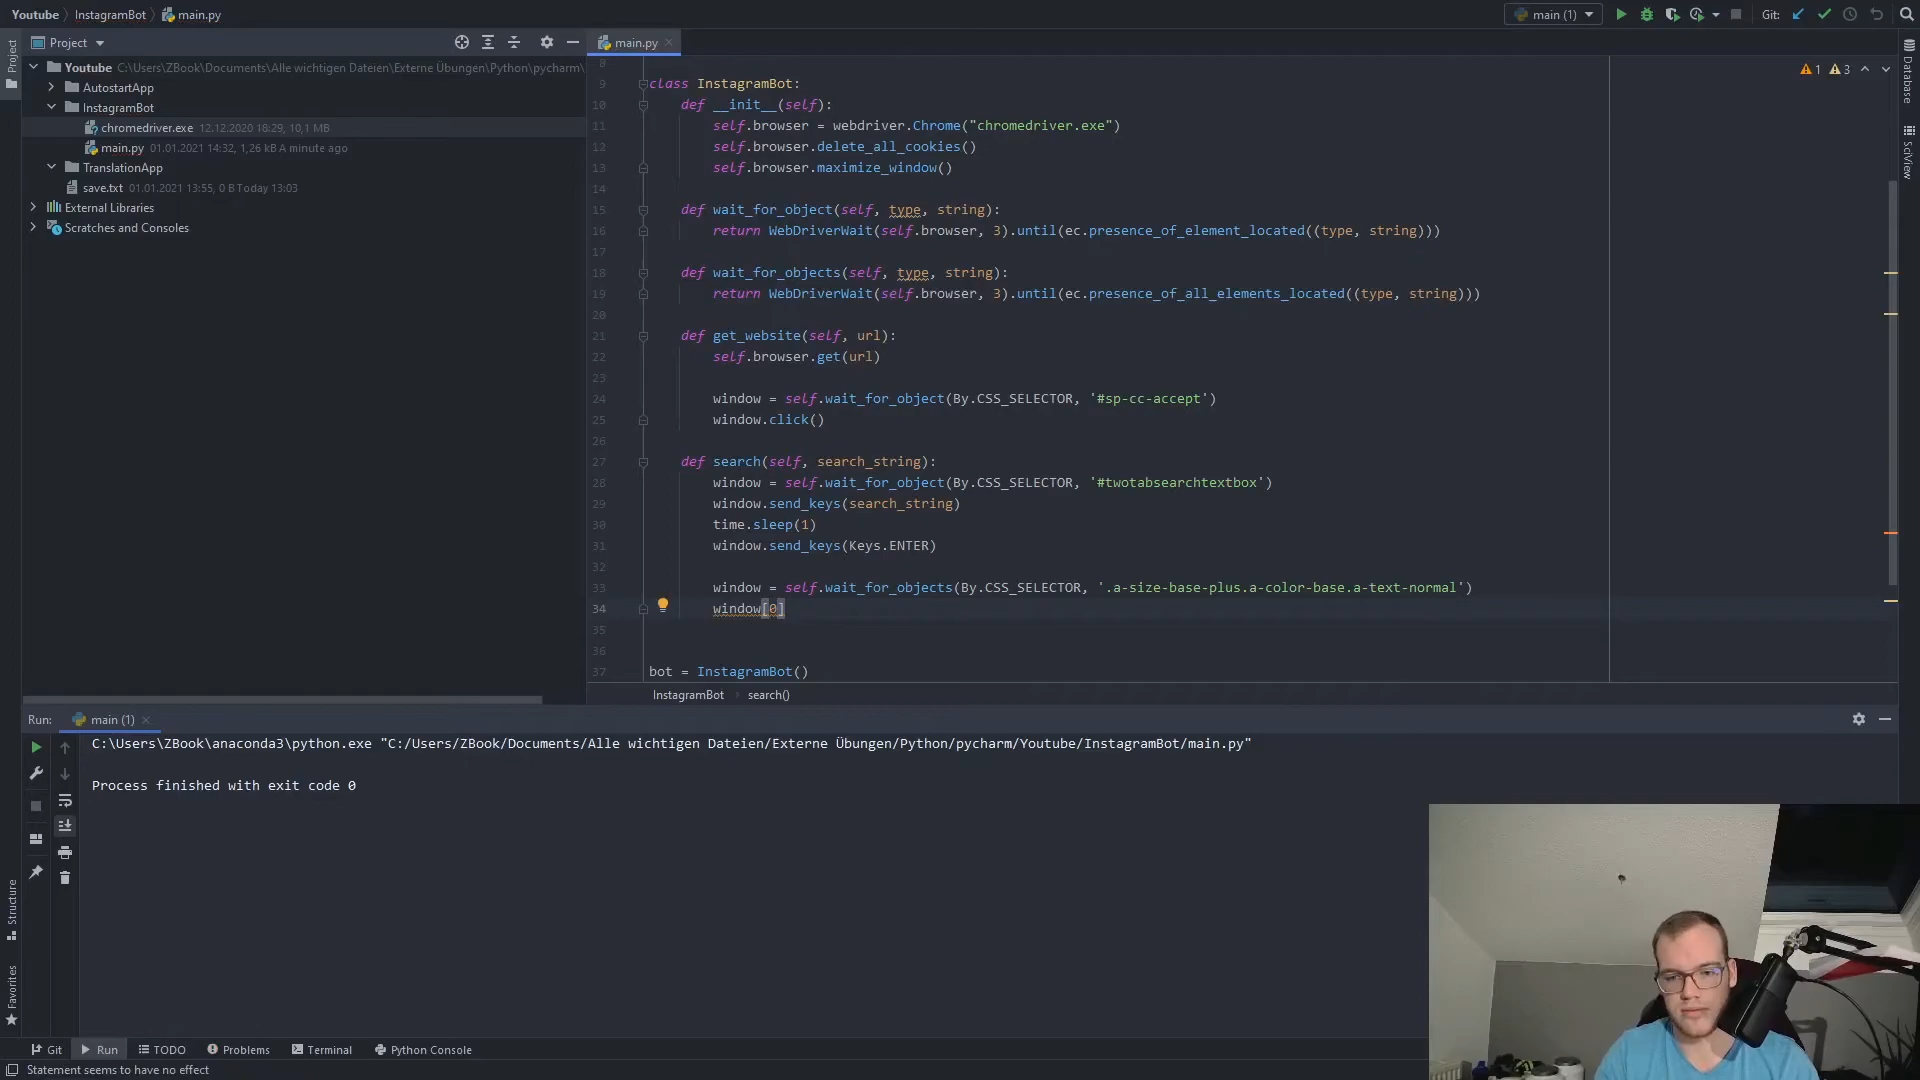 Youtube InstagramBot main.py
main (1)
Git:
Project
Project
main.py
Youtube C:\Users\ZBook\Documents\Alle wichtigen Dateien\Externe Übungen\Python\pycharm\
AutostartApp
InstagramBot
chromedriver.exe 12.12.2020 18:29, 10,1 MB
main.py 01.01.2021 14:32, 1,26 kB A minute ago
TranslationApp
save.txt 01.01.2021 13:55, 0 B Today 13:03
External Libraries
Scratches and Consoles
1 3
Database
SciView
8
9 class InstagramBot:
10 def __init__(self):
11 self.browser = webdriver.Chrome("chromedriver.exe")
12 self.browser.delete_all_cookies()
13 self.browser.maximize_window()
14
15 def wait_for_object(self, type, string):
16 return WebDriverWait(self.browser, 3).until(ec.presence_of_element_located((type, string)))
17
18 def wait_for_objects(self, type, string):
19 return WebDriverWait(self.browser, 3).until(ec.presence_of_all_elements_located((type, string)))
20
21 def get_website(self, url):
22 self.browser.get(url)
23
24 window = self.wait_for_object(By.CSS_SELECTOR, '#sp-cc-accept')
25 window.click()
26
27 def search(self, search_string):
28 window = self.wait_for_object(By.CSS_SELECTOR, '#twotabsearchtextbox')
29 window.send_keys(search_string)
30 time.sleep(1)
31 window.send_keys(Keys.ENTER)
32
33 window = self.wait_for_objects(By.CSS_SELECTOR, '.a-size-base-plus.a-color-base.a-text-normal')
34 window[0]
35
36
37 bot = InstagramBot()
InstagramBot search()
Run: main (1)
C:\Users\ZBook\anaconda3\python.exe "C:/Users/ZBook/Documents/Alle wichtigen Dateien/Externe Übungen/Python/pycharm/Youtube/InstagramBot/main.py"
Process finished with exit code 0
Structure
Favorites
Git Run TODO Problems Terminal Python Console
Statement seems to have no effect